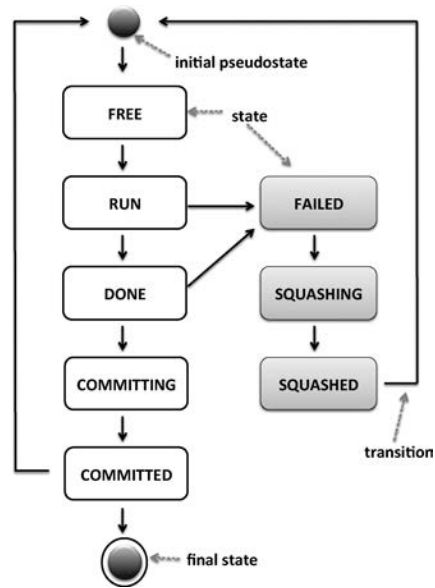 initial pseudostate
FREE
state
RUN
FAILED
DONE
SQUASHING
COMMITTING
SQUASHED
transition
COMMITTED
final state